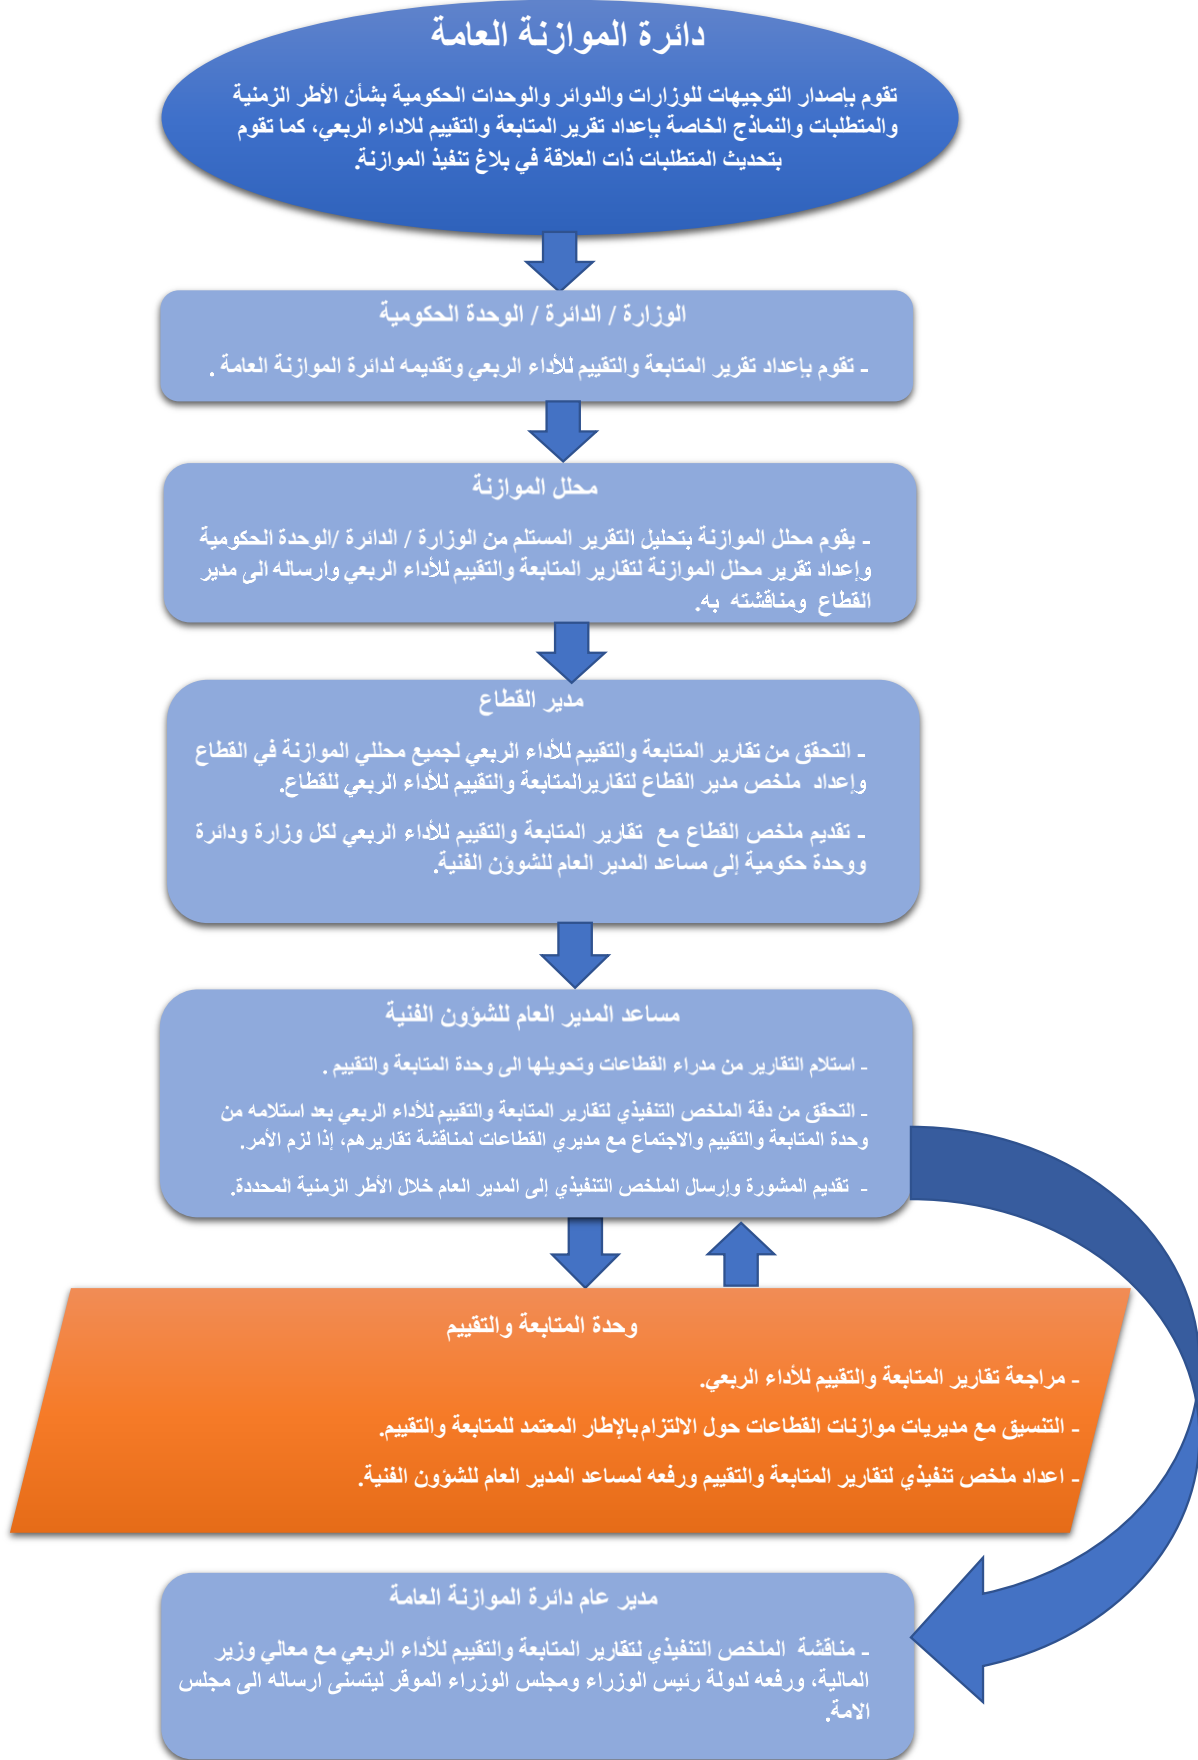 دائرة الموازنة العامة
تقوم بإصدار التوجيهات للوزارات والدوائر والوحدات الحكومية بشأن الأطر الزمنية
والمتطلبات والنماذج الخاصة بإعداد تقرير المتابعة والتقييم للاداء الربعي، كما تقوم
بتحديث المتطلبات ذات العلاقة في بلاغ تنفيذ الموازنة.
الوزارة / الدائرة / الوحدة الحكومية
- تقوم بإعداد تقرير المتابعة والتقييم للأداء الربعي وتقديمه لدائرة الموازنة العامة .
محلل الموازنة
- يقوم محلل الموازنة بتحليل التقرير المستلم من الوزارة / الدائرة /الوحدة الحكومية
وإعداد تقرير محلل الموازنة لتقارير المتابعة والتقييم للأداء الربعي وارساله الى مدير
القطاع ومناقشته به.
مدير القطاع
- التحقق من تقارير المتابعة والتقييم للأداء الربعي لجميع محللي الموازنة في القطاع
وإعداد ملخص مدير القطاع لتقاريرالمتابعة والتقييم للأداء الربعي للقطاع.
- تقديم ملخص القطاع مع تقارير المتابعة والتقييم للأداء الربعي لكل وزارة ودائرة
ووحدة حكومية إلى مساعد المدير العام للشوؤن الفنية.
مساعد المدير العام للشؤون الفنية
- استلام التقارير من مدراء القطاعات وتحويلها الى وحدة المتابعة والتقييم .
- التحقق من دقة الملخص التنفيذي لتقارير المتابعة والتقييم للأداء الربعي بعد استلامه من
وحدة المتابعة والتقييم والاجتماع مع مديري القطاعات لمناقشة تقاريرهم، إذا لزم الأمر.
- تقديم المشورة وإرسال الملخص التنفيذي إلى المدير العام خلال الأطر الزمنية المحددة.
وحدة المتابعة والتقييم
- مراجعة تقارير المتابعة والتقييم للأداء الربعي.
- التنسيق مع مديريات موازنات القطاعات حول الالتزام بالإطار المعتمد للمتابعة والتقييم.
- اعداد ملخص تنفيذي لتقارير المتابعة والتقييم ورفعه لمساعد المدير العام للشؤون الفنية.
مدير عام دائرة الموازنة العامة
- مناقشة الملخص التنفيذي لتقارير المتابعة والتقييم للأداء الربعي مع معالي وزير
المالية، ورفعه لدولة رئيس الوزراء ومجلس الوزراء الموقر ليتسنى ارساله الى مجلس
الامة.